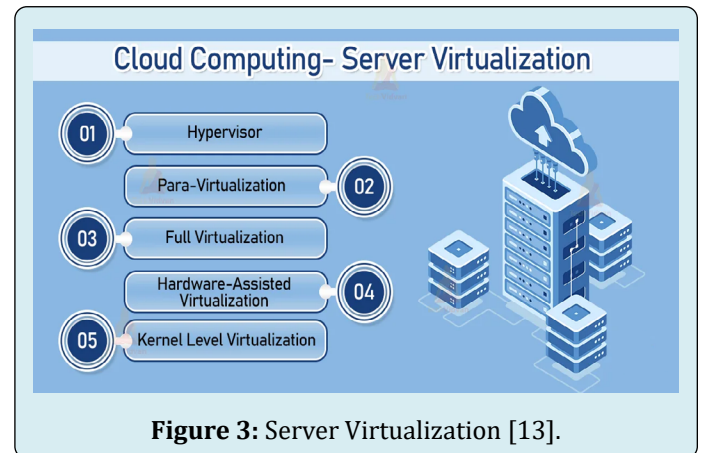 Cloud Computing- Server Virtualization
01
Hypervisor
Para-Virtualization
02
03
Full Virtualization
Hardware-Assisted
Virtualization
04
05
Kernel Level Virtualization
Figure 3: Server Virtualization [13].